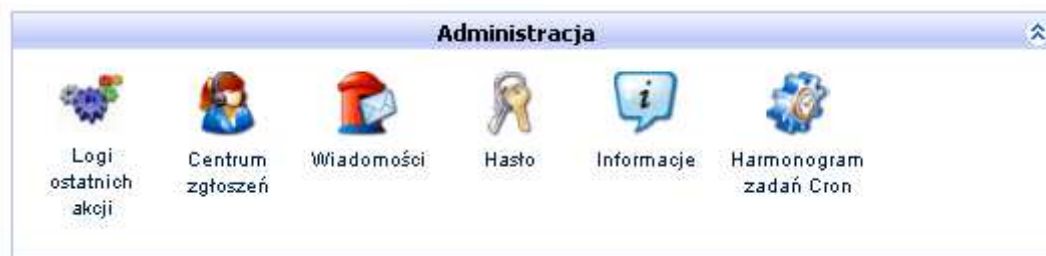 Administracja
Logi
ostatnich
akcji
Centrum
zgłoszeń
Wiadomości
Hasło
Informacje
Harmonogram
zadań Cron